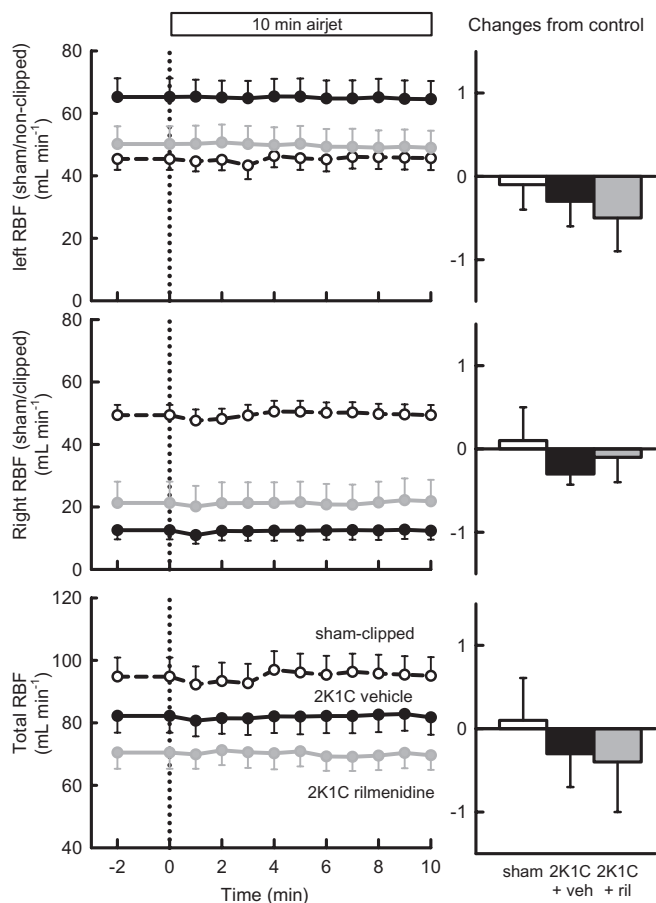 10 min airjet
Changes from control
left RBF (sham/non-clipped)
(mL min⁻¹)
80
60
40
20
0
1
0
-1
Right RBF (sham/clipped)
(mL min⁻¹)
80
60
40
20
0
1
0
-1
Total RBF
(mL min⁻¹)
120
100
80
60
40
sham-clipped
2K1C vehicle
2K1C rilmenidine
1
0
-1
-2 0 2 4 6 8 10
Time (min)
sham 2K1C 2K1C
+ veh + ril